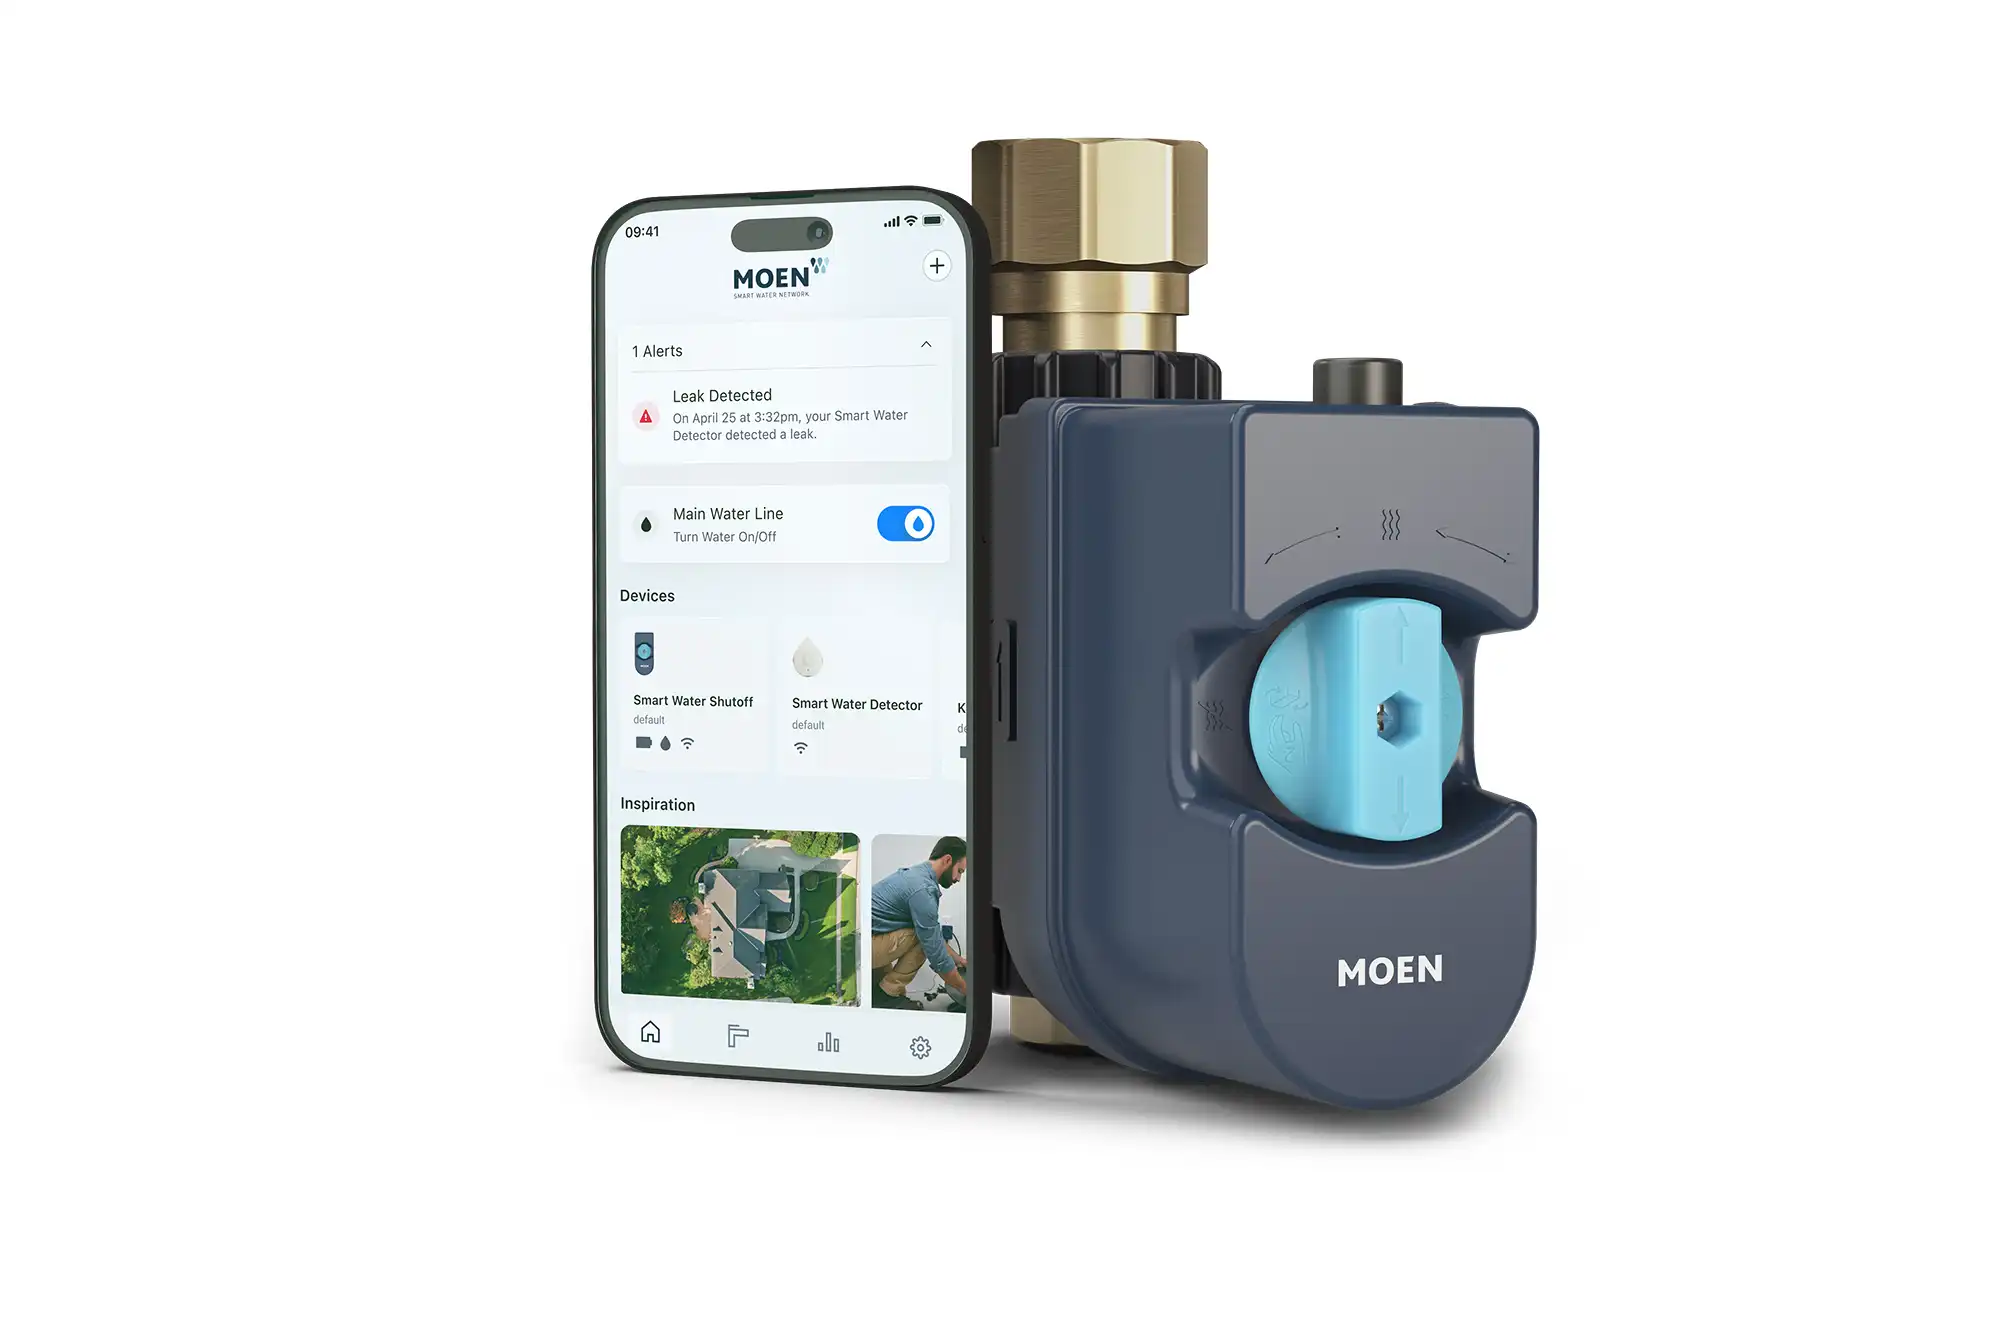 09:41
MOEN
SMART WATER NETWORK
1 Alerts
Leak Detected
On April 25 at 3:32pm, your Smart Water
Detector detected a leak.
Main Water Line
Turn Water On/Off
Devices
Smart Water Shutoff
default
Smart Water Detector
default
K
de
Inspiration
MOEN